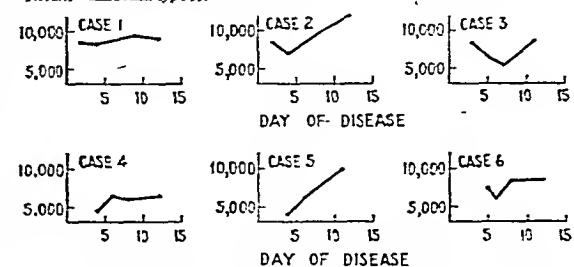 CASE 1 CASE 2 CASE 3
10,000 10,000 10,000
5,000 5,000 5,000
5 10 15 5 10 15 5 10 15
DAY OF DISEASE
CASE 4 CASE 5 CASE 6
10,000 10,000 10,000
5,000 5,000 5,000
5 10 15 5 10 15 5 10 15
DAY OF DISEASE